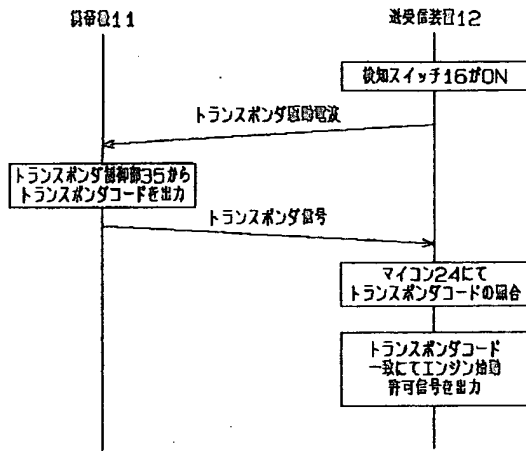 携帯機11
送受信装置12
検知スイッチ16がON
トランスポンダ駆動電波
トランスポンダ制御部35から
トランスポンダコードを出力
トランスポンダ信号
マイコン24にて
トランスポンダコードの照合
トランスポンダコード
一致にてエンジン始動
許可信号を出力